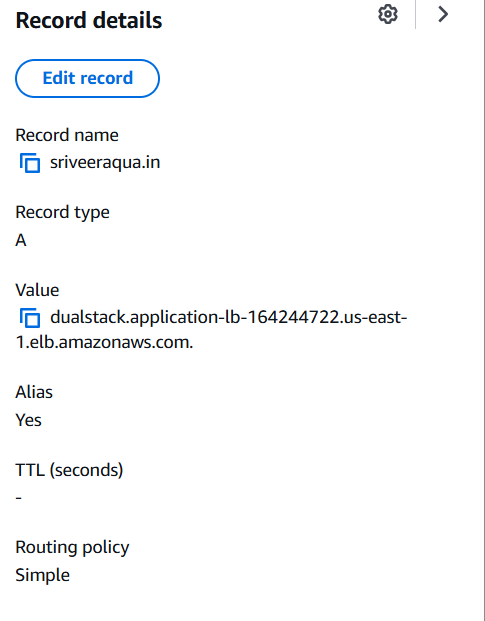 Record details
Edit record
Record name
sriveeraqua.in
Record type
A
Value
dualstack.application-lb-164244722.us-east-
1.elb.amazonaws.com.
Alias
Yes
TTL (seconds)
-
Routing policy
Simple